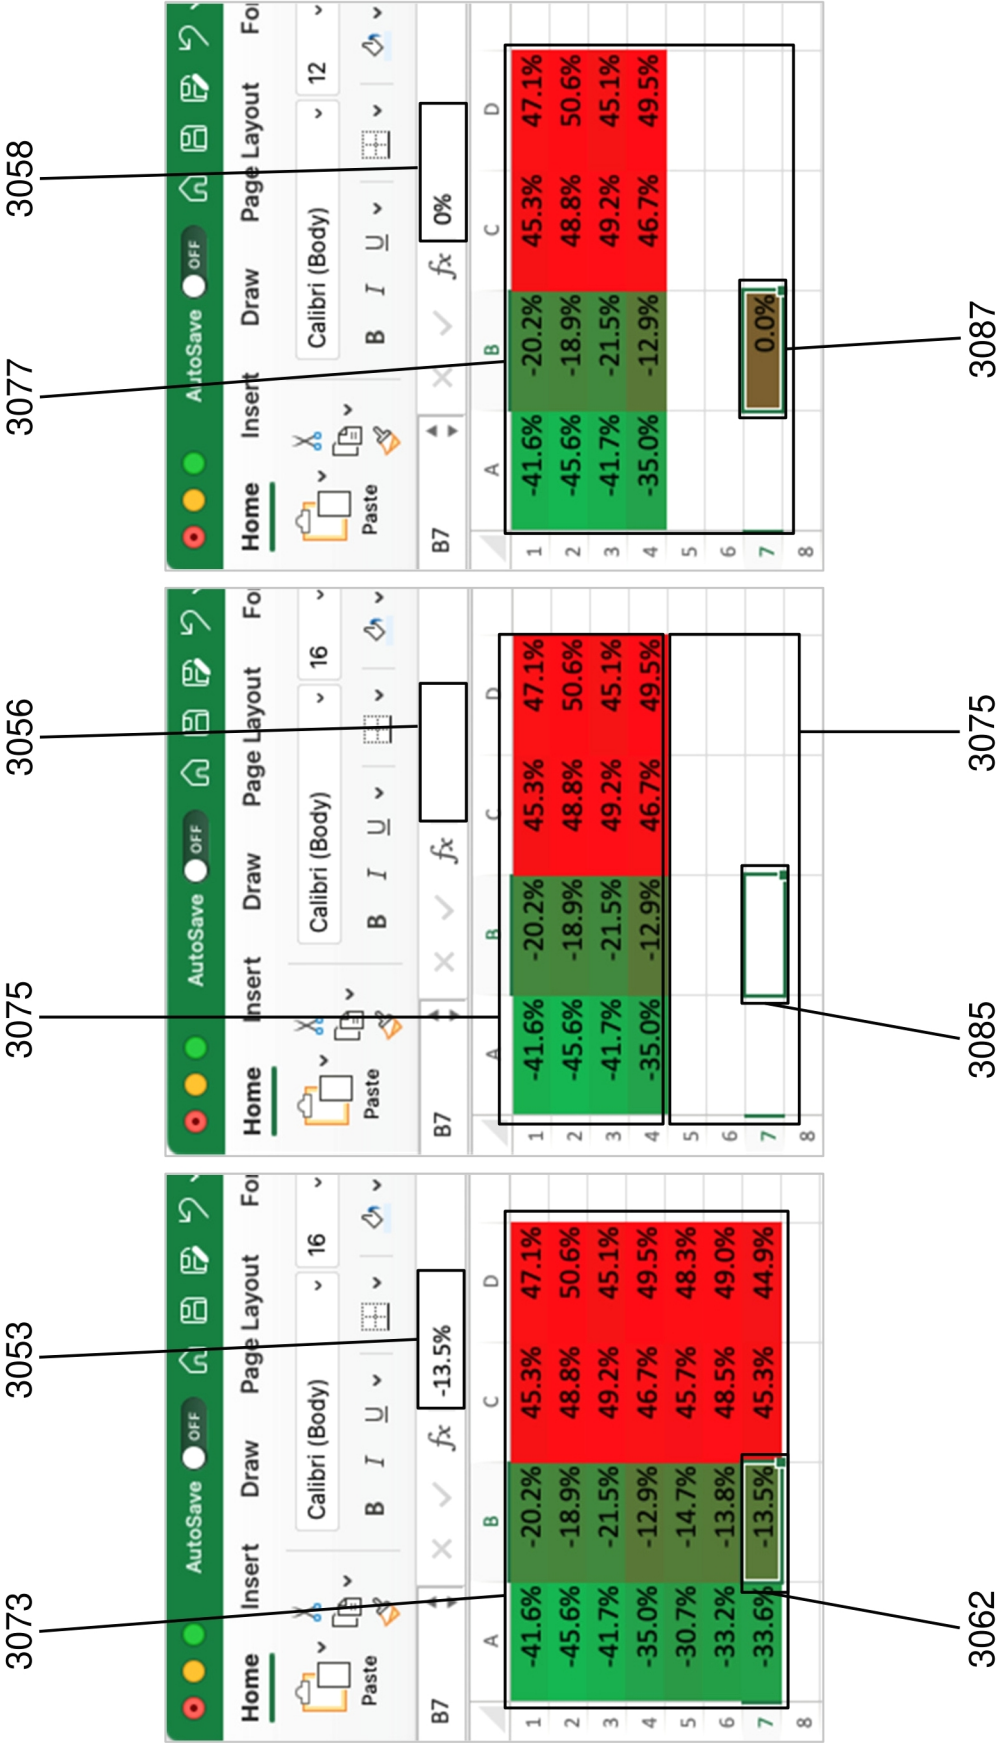 3073 3053
AutoSave OFF
Home Insert Draw Page Layout Fo
Paste
Calibri (Body) 16
B I U
B7 fx -13.5%
A B C D
1 -41.6% -20.2% 45.3% 47.1%
2 -45.6% -18.9% 48.8% 50.6%
3 -41.7% -21.5% 49.2% 45.1%
4 -35.0% -12.9% 46.7% 49.5%
5 -30.7% -14.7% 45.7% 48.3%
6 -33.2% -13.8% 48.5% 49.0%
7 -33.6% -13.5% 45.3% 44.9%
8
3062
3075 3056
AutoSave OFF
Home Insert Draw Page Layout Fo
Paste
Calibri (Body) 16
B I U
B7 fx
A B C D
1 -41.6% -20.2% 45.3% 47.1%
2 -45.6% -18.9% 48.8% 50.6%
3 -41.7% -21.5% 49.2% 45.1%
4 -35.0% -12.9% 46.7% 49.5%
5
6
7
8
3085 3075
3077 3058
AutoSave OFF
Home Insert Draw Page Layout Fo
Paste
Calibri (Body) 12
B I U
B7 fx 0%
A B C D
1 -41.6% -20.2% 45.3% 47.1%
2 -45.6% -18.9% 48.8% 50.6%
3 -41.7% -21.5% 49.2% 45.1%
4 -35.0% -12.9% 46.7% 49.5%
5
6
7 0.0%
8
3087